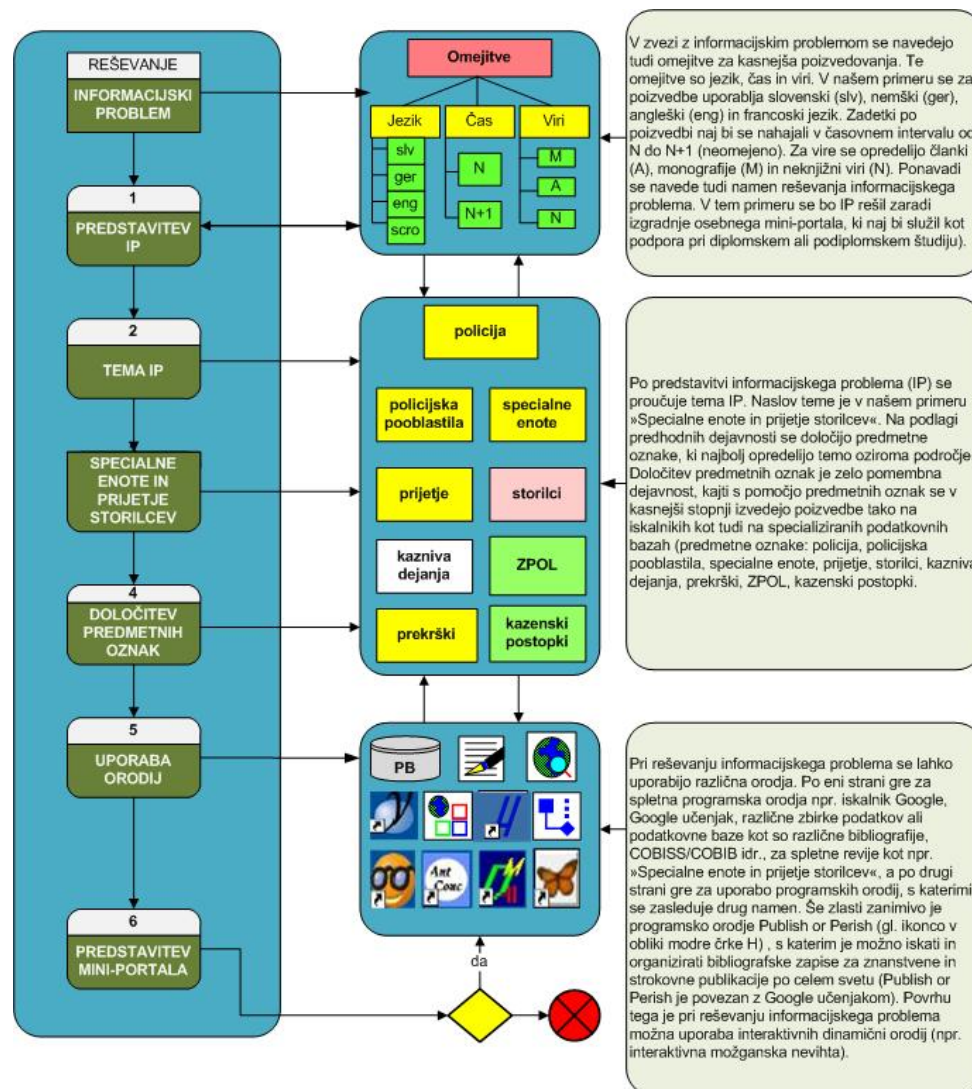 REŠEVANJE
INFORMACIJSKI
PROBLEM
1
PREDSTAVITEV
IP
2
TEMA IP
SPECIALNE
ENOTE IN
PRIJETJE
STORILCEV
4
DOLOČITEV
PREDMETNIH
OZNAK
5
UPORABA
ORODIJ
6
PREDSTAVITEV
MINI-PORTALA
Omejitve
Jezik
Čas
Viri
slv
ger
eng
scro
N
N+1
M
A
N
policija
policijska
pooblastila
specialne
enote
prijetje
storilci
kazniva
dejanja
ZPOL
prekrški
kazenski
postopki
PB
Ant
Conc
da
V zvezi z informacijskim problemom se navedejo
tudi omejitve za kasnejša poizvedovanja. Te
omejitve so jezik, čas in viri. V našem primeru se za
poizvedbe uporablja slovenski (slv), nemški (ger),
angleški (eng) in francoski jezik. Zadetki po
poizvedbi naj bi se nahajali v časovnem intervalu od
N do N+1 (neomejeno). Za vire se opredelijo članki
(A), monografije (M) in neknjižni viri (N). Ponavadi
se navede tudi namen reševanja informacijskega
problema. V tem primeru se bo IP rešil zaradi
izgradnje osebnega mini-portala, ki naj bi služil kot
podpora pri diplomskem ali podiplomskem študiju).
Po predstavitvi informacijskega problema (IP) se
proučuje tema IP. Naslov teme je v našem primeru
»Specialne enote in prijetje storilcev«. Na podlagi
predhodnih dejavnosti se določijo predmetne
oznake, ki najbolj opredelijo temo oziroma področje
Določitev predmetnih oznak je zelo pomembna
dejavnost, kajti s pomočjo predmetnih oznak se v
kasnejši stopnji izvedejo poizvedbe tako na
iskalnikih kot tudi na specializiranih podatkovnih
bazah (predmetne oznake: policija, policijska
pooblastila, specialne enote, prijetje, storilci, kazniva
dejanja, prekrški, ZPOL, kazenski postopki.
Pri reševanju informacijskega problema se lahko
uporabijo različna orodja. Po eni strani gre za
spletna programska orodja npr. iskalnik Google,
Google učenjak, različne zbirke podatkov ali
podatkovne baze kot so različne bibliografije,
COBISS/COBIB idr., za spletne revije kot npr.
»Specialne enote in prijetje storilcev«, a po drugi
strani gre za uporabo programskih orodij, s katerimi
se zasleduje drug namen. Še zlasti zanimivo je
programsko orodje Publish or Perish (gl. ikonco v
obliki modre črke H) , s katerim je možno iskati in
organizirati bibliografske zapise za znanstvene in
strokovne publikacije po celem svetu (Publish or
Perish je povezan z Google učenjakom). Povrhu
tega je pri reševanju informacijskega problema
možna uporaba interaktivnih dinamični orodij (npr.
interaktivna možganska nevihta).